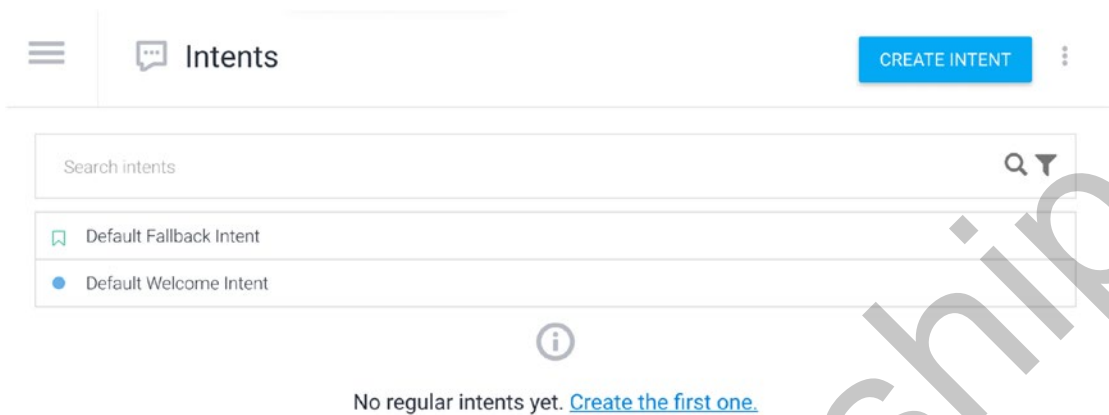 Intents
CREATE INTENT
Search intents
Default Fallback Intent
Default Welcome Intent
No regular intents yet. Create the first one.
ship